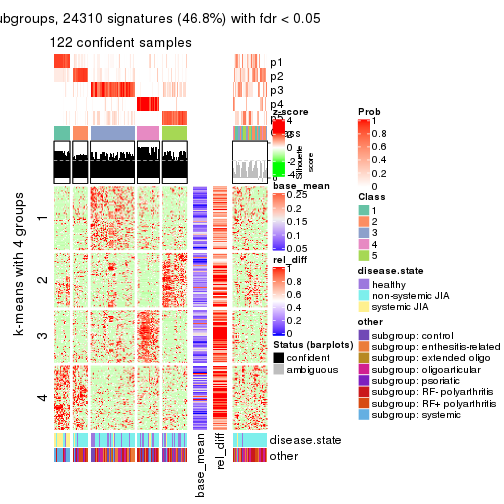 ubgroups, 24310 signatures (46.8%) with fdr < 0.05
122 confident samples
p1
p2
p3
p4
k-means with 4 groups
1
2
3
4
z-score
4
2
0
-2
-4
Silhouette
score
base_mean
0.25
0.2
0.15
0.1
0.05
rel_diff
1
0.8
0.6
0.4
0.2
0
Status (barplots)
confident
ambiguous
Prob
1
0.8
0.6
0.4
0.2
0
Class
1
2
3
4
5
disease.state
healthy
non-systemic JIA
systemic JIA
other
subgroup: control
subgroup: enthesitis-related
subgroup: extended oligo
subgroup: oligoarticular
subgroup: psoriatic
subgroup: RF- polyarthritis
subgroup: RF+ polyarthritis
subgroup: systemic
disease.state
other
base_mean
rel_diff